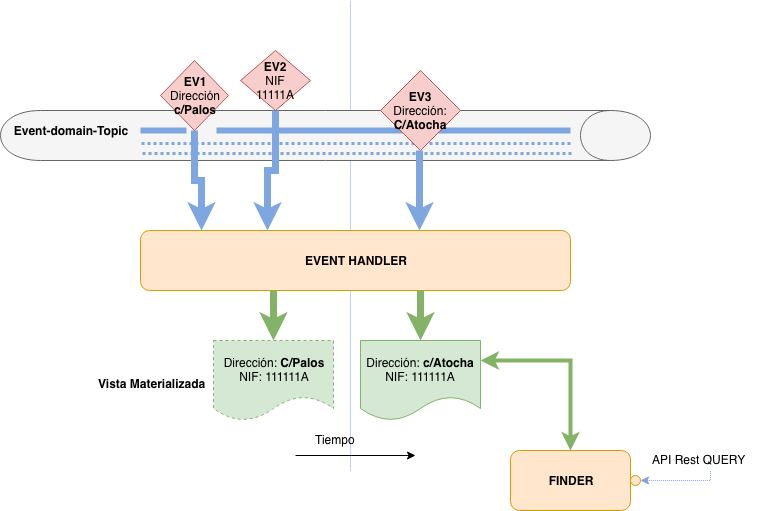 EV1
Dirección
c/Palos
EV2
NIF
11111A
EV3
Dirección:
C/Atocha
Event-domain-Topic
EVENT HANDLER
Dirección: C/Palos
NIF: 111111A
Dirección: c/Atocha
NIF: 111111A
Vista Materializada
Tiempo
API Rest QUERY
FINDER